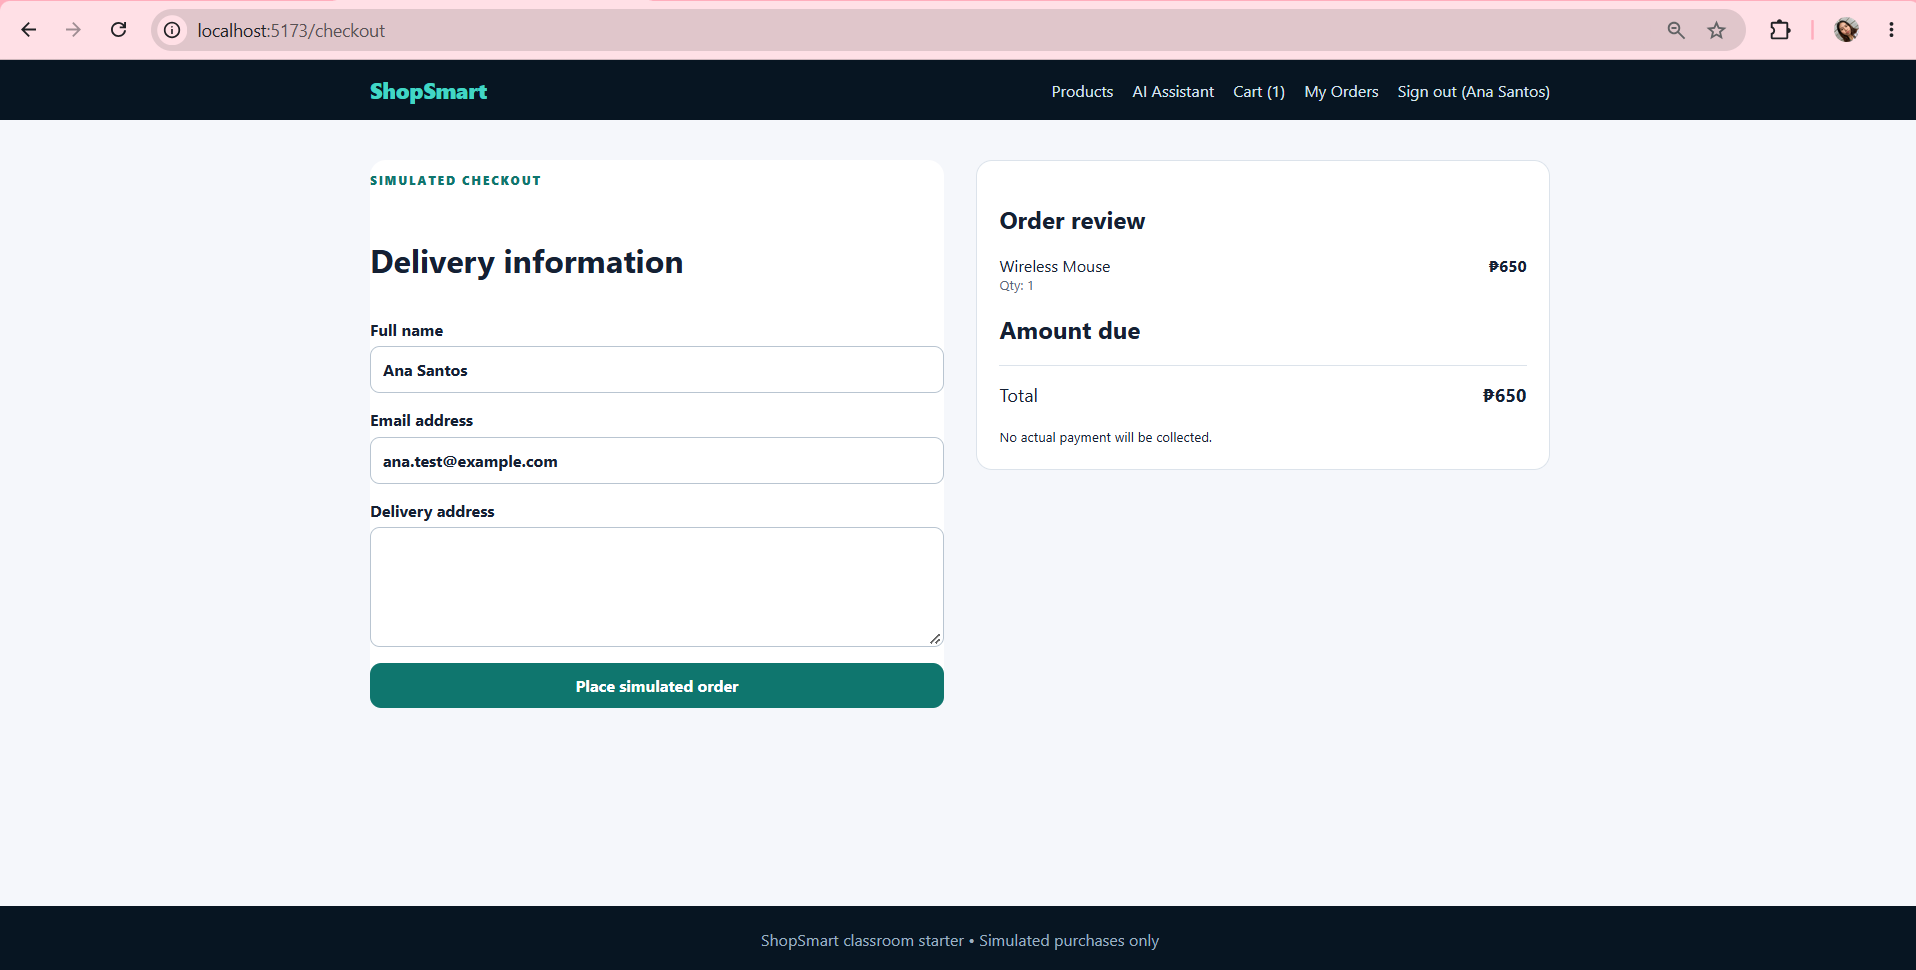 localhost:5173/checkout
ShopSmart
Products AI Assistant Cart (1) My Orders Sign out (Ana Santos)
SIMULATED CHECKOUT
Delivery information
Full name
Ana Santos
Email address
ana.test@example.com
Delivery address
Place simulated order
Order review
Wireless Mouse ₱650
Qty: 1
Amount due
Total ₱650
No actual payment will be collected.
ShopSmart classroom starter • Simulated purchases only